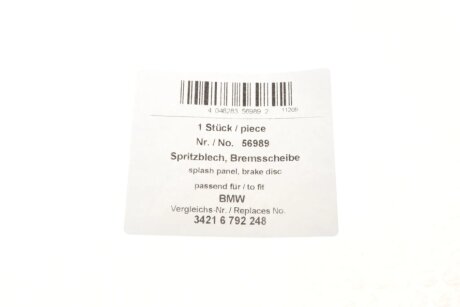 4 046283 56989 2 11209
1 Stück / piece
Nr. / No. 56989
Spritzblech, Bremsscheibe
splash panel, brake disc
passend für / to fit
BMW
Vergleichs-Nr. / Replaces No.
3421 6 792 248